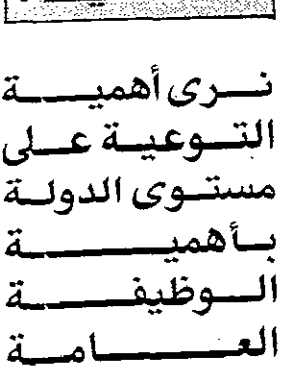 نرى أهمية
التوعية على
مستوى الدولة
بأهمية
الوظيفة
العامة